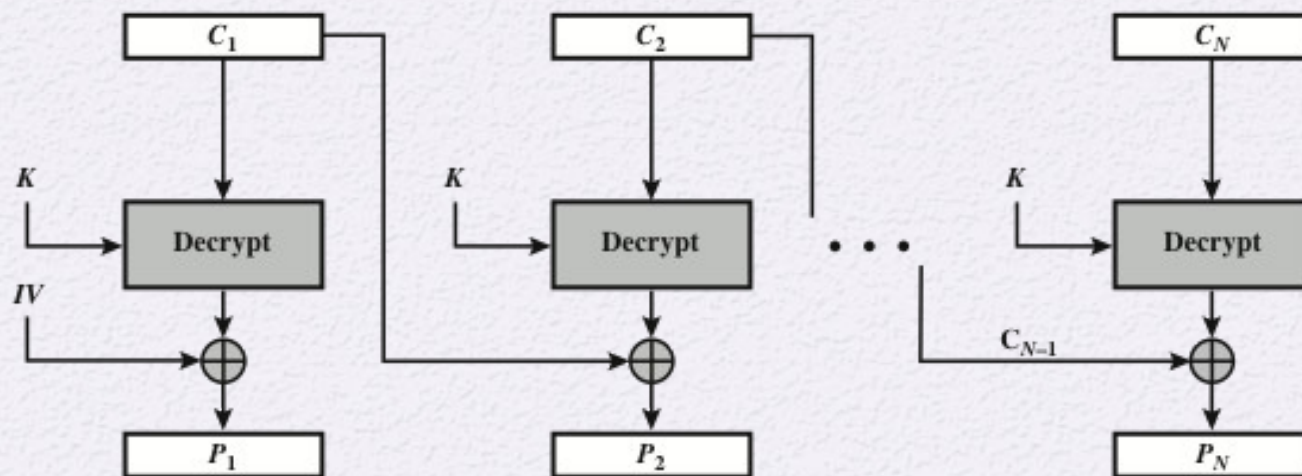 C1 C2 CN
K K K
Decrypt Decrypt • • • Decrypt
IV
CN–1
P1 P2 PN